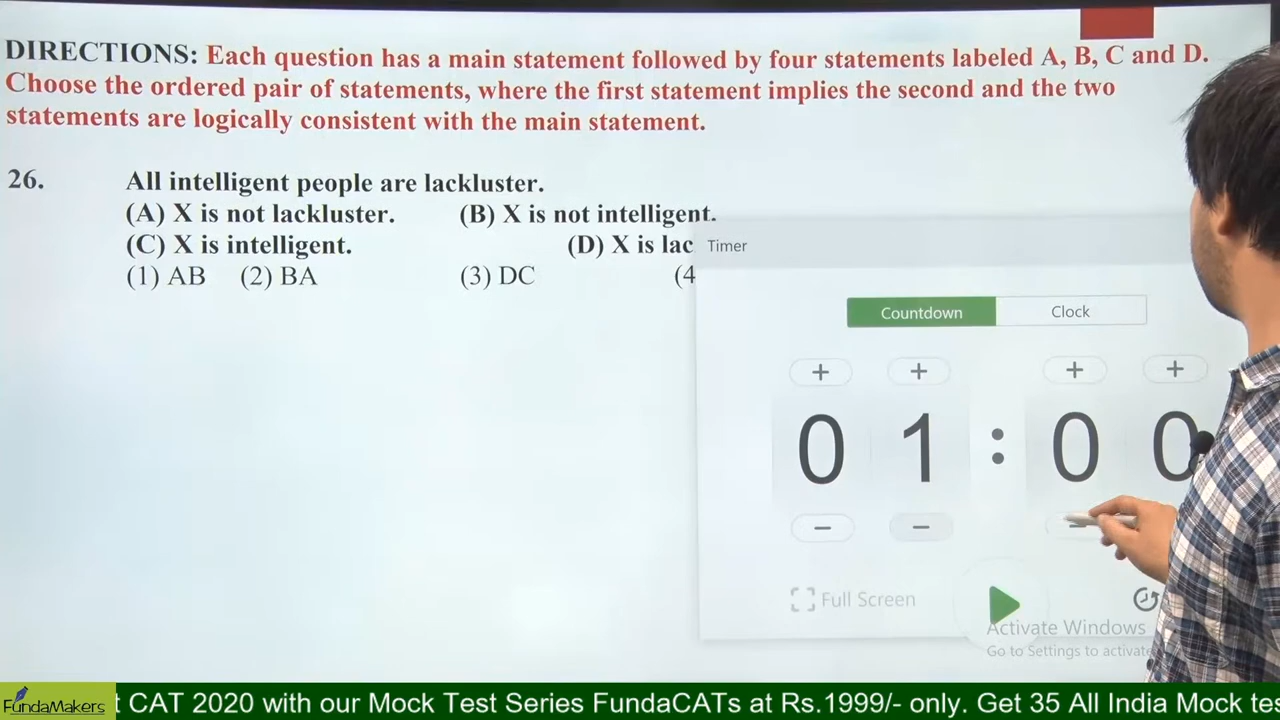 DIRECTIONS: Each question has a main statement followed by four statements labeled A, B, C and D.
Choose the ordered pair of statements, where the first statement implies the second and the two
statements are logically consistent with the main statement.
26. All intelligent people are lackluster.
(A) X is not lackluster. (B) X is not intelligent.
(C) X is intelligent. (D) X is lac
(1) AB (2) BA (3) DC (4
Timer
Countdown Clock
+ + + +
0 1 : 0 0
− − −
Full Screen
Activate Windows
Go to Settings to activate
FundaMakers
t CAT 2020 with our Mock Test Series FundaCATs at Rs.1999/- only. Get 35 All India Mock tes